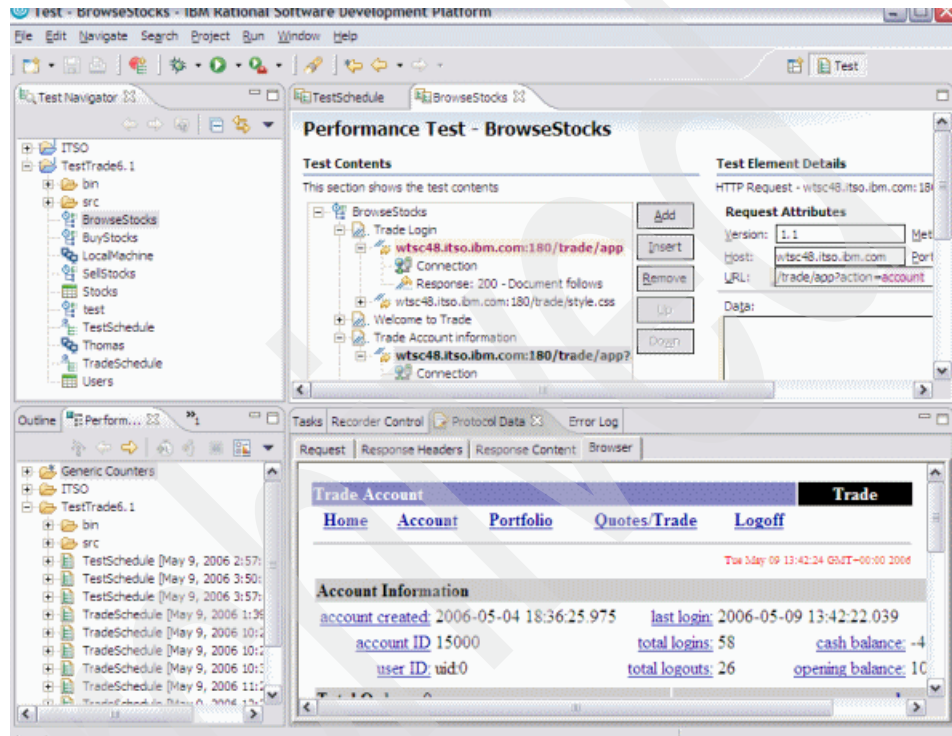 Test - BrowseStocks - IBM Rational Software Development Platform
File Edit Navigate Search Project Run Window Help
Test
Test Navigator
ITSO
TestTrade6.1
bin
src
BrowseStocks
BuyStocks
LocalMachine
SellStocks
Stocks
test
TestSchedule
Thomas
TradeSchedule
Users
TestSchedule BrowseStocks
Performance Test - BrowseStocks
Test Contents
This section shows the test contents
BrowseStocks
Trade Login
wtsc48.itso.ibm.com:180/trade/app
Connection
Response: 200 - Document follows
wtsc48.itso.ibm.com:180/trade/style.css
Welcome to Trade
Trade Account information
wtsc48.itso.ibm.com:180/trade/app?
Connection
Add
Insert
Remove
Up
Down
Test Element Details
HTTP Request - wtsc48.itso.ibm.com:18
Request Attributes
Version: 1.1 Met
Host: wtsc48.itso.ibm.com Port
URL: /trade/app?action=account
Data:
Outline Perform... »1
Generic Counters
ITSO
TestTrade6.1
bin
src
TestSchedule [May 9, 2006 2:57:
TestSchedule [May 9, 2006 3:50:
TestSchedule [May 9, 2006 3:57:
TradeSchedule [May 9, 2006 1:39
TradeSchedule [May 9, 2006 10:2
TradeSchedule [May 9, 2006 10:2
TradeSchedule [May 9, 2006 10:3
TradeSchedule [May 9, 2006 11:2
Tasks Recorder Control Protocol Data Error Log
Request Response Headers Response Content Browser
Trade Account Trade
Home Account Portfolio Quotes/Trade Logoff
Tue May 09 13:42:24 GMT+00:00 2006
Account Information
account created: 2006-05-04 18:36:25.975 last login: 2006-05-09 13:42:22.039
account ID 15000 total logins: 58 cash balance: -4
user ID: uid:0 total logouts: 26 opening balance: 10